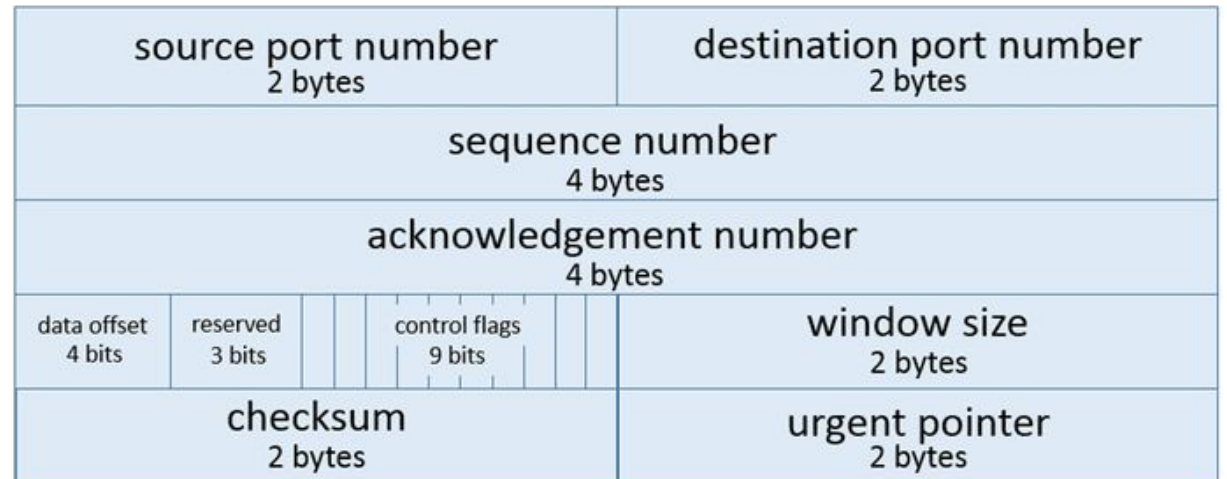 source port number
2 bytes
destination port number
2 bytes
sequence number
4 bytes
acknowledgement number
4 bytes
data offset
4 bits
reserved
3 bits
control flags
9 bits
window size
2 bytes
checksum
2 bytes
urgent pointer
2 bytes